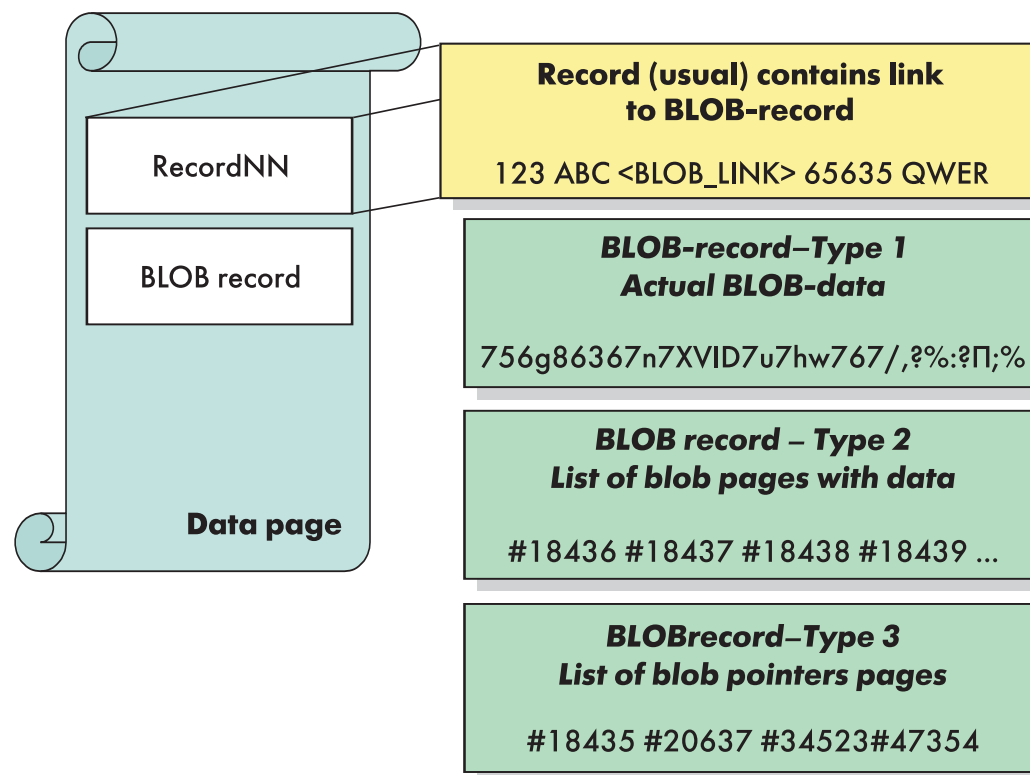 RecordNN
BLOB record
Data page
Record (usual) contains link
to BLOB-record
123 ABC <BLOB_LINK> 65635 QWER
BLOB-record–Type 1
Actual BLOB-data
756g86367n7XVID7u7hw767/,?%:?П;%
BLOB record – Type 2
List of blob pages with data
#18436 #18437 #18438 #18439 ...
BLOBrecord–Type 3
List of blob pointers pages
#18435 #20637 #34523#47354